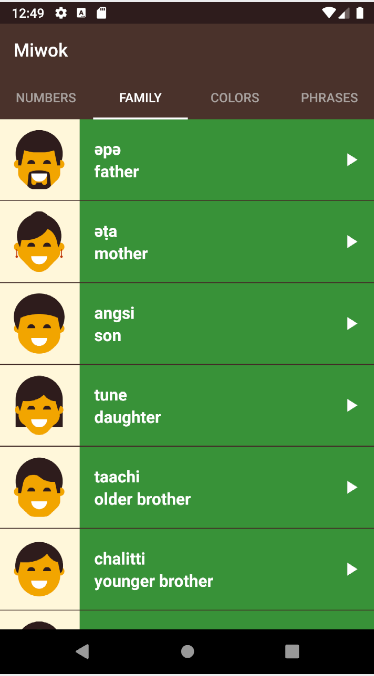 12:49
Miwok
NUMBERS FAMILY COLORS PHRASES
əpə
father
əṭa
mother
angsi
son
tune
daughter
taachi
older brother
chalitti
younger brother